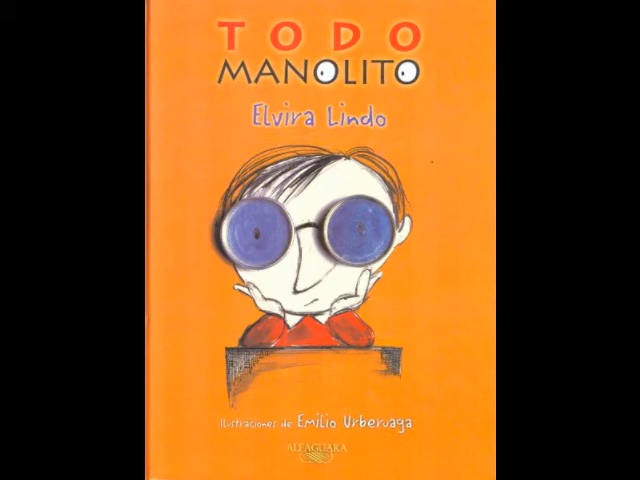 TODO
MANOLITO
Elvira Lindo
Ilustraciones de Emilio Urberuaga
ALFAGUARA